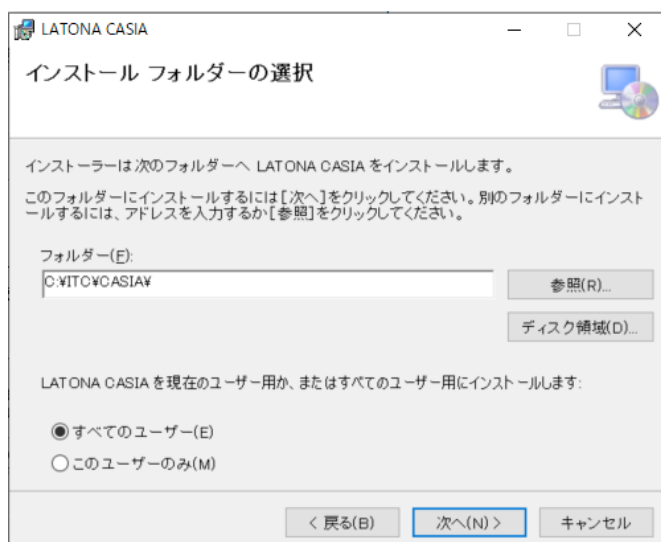 LATONA CASIA
インストール フォルダーの選択
インストーラーは次のフォルダーへ LATONA CASIA をインストールします。
このフォルダーにインストールするには[次へ]をクリックしてください。別のフォルダーにインスト
ールするには、アドレスを入力するか[参照]をクリックしてください。
フォルダー(F):
C:¥ITC¥CASIA¥
参照(R)...
ディスク領域(D)...
LATONA CASIA を現在のユーザー用か、またはすべてのユーザー用にインストールします:
すべてのユーザー(E)
このユーザーのみ(M)
< 戻る(B)
次へ(N) >
キャンセル